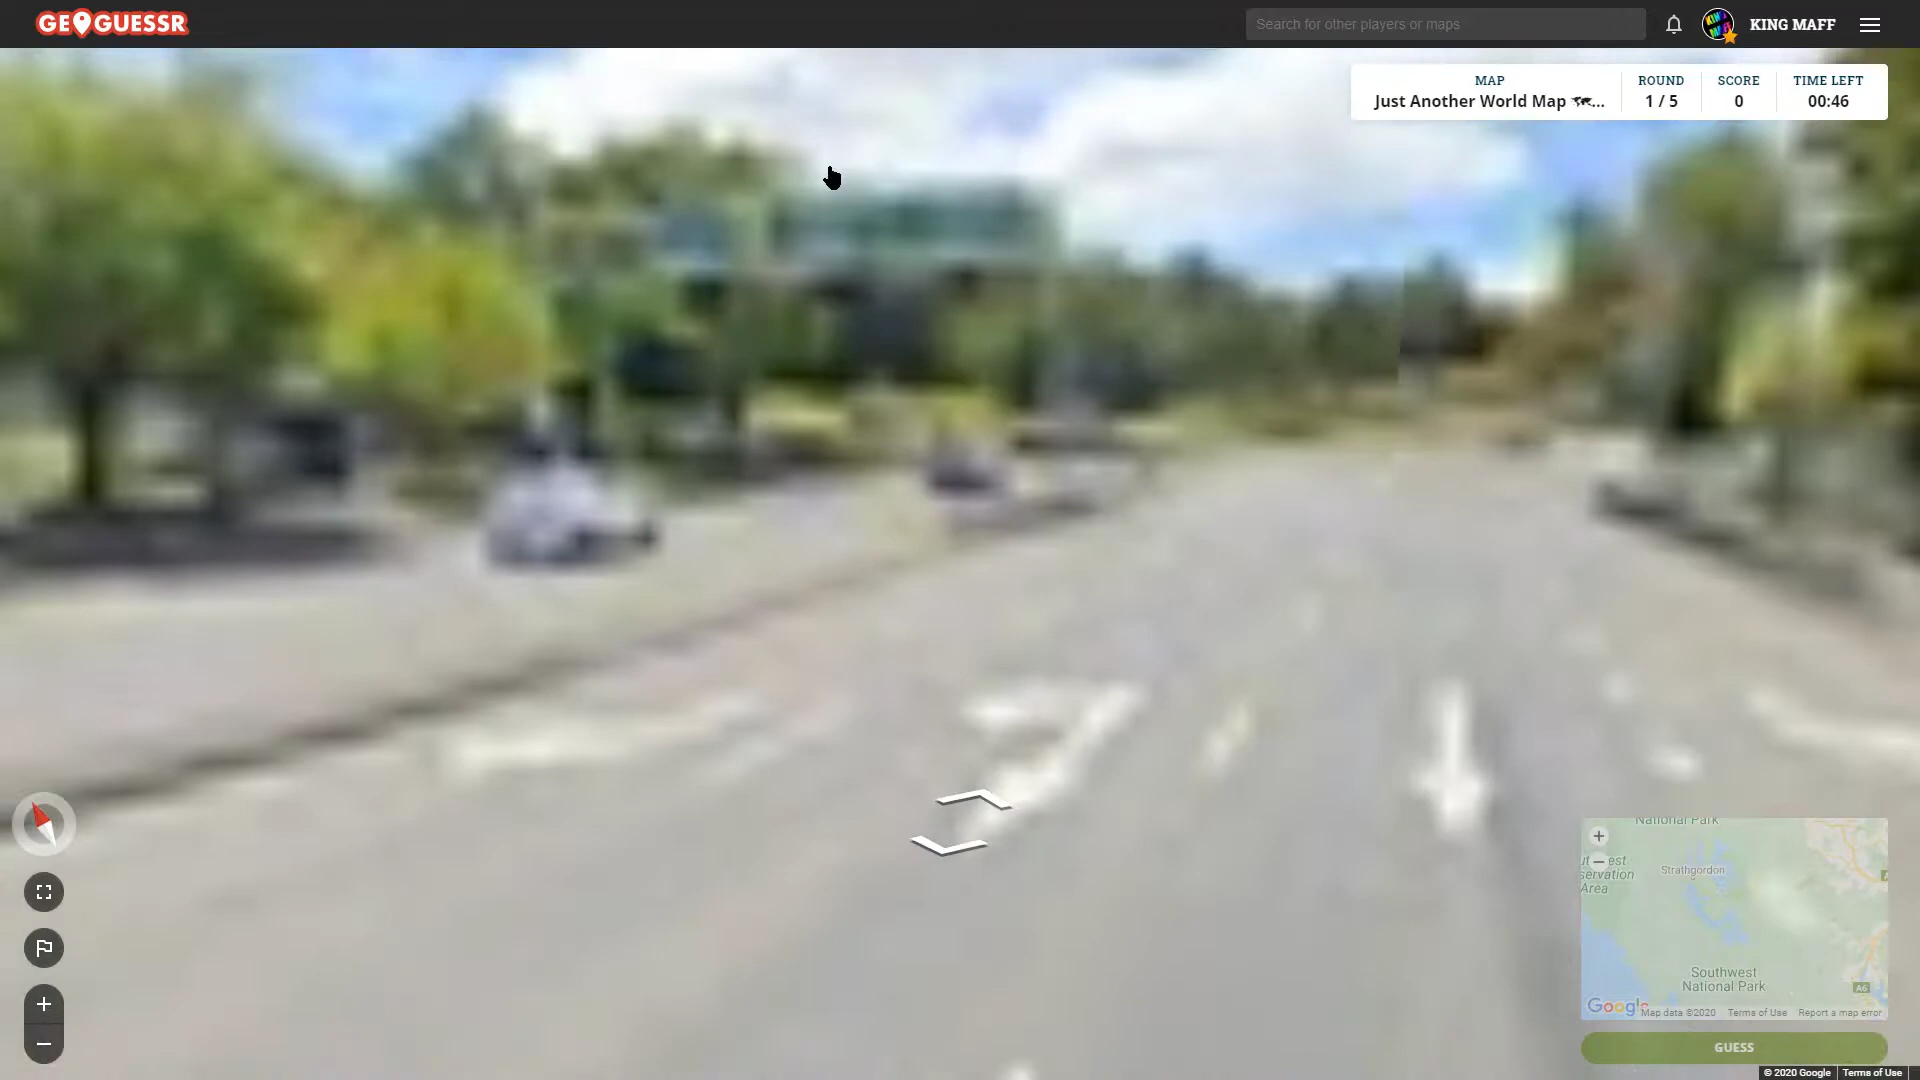 GEOGUESSR
Search for other players or maps
KING MAFF
MAP
Just Another World Map 🗺...
ROUND
1 / 5
SCORE
0
TIME LEFT
00:46
National Park
Strathgordon
Area
Southwest
National Park
A6
Google
Map data ©2020 Terms of Use Report a map error
GUESS
© 2020 Google Terms of Use